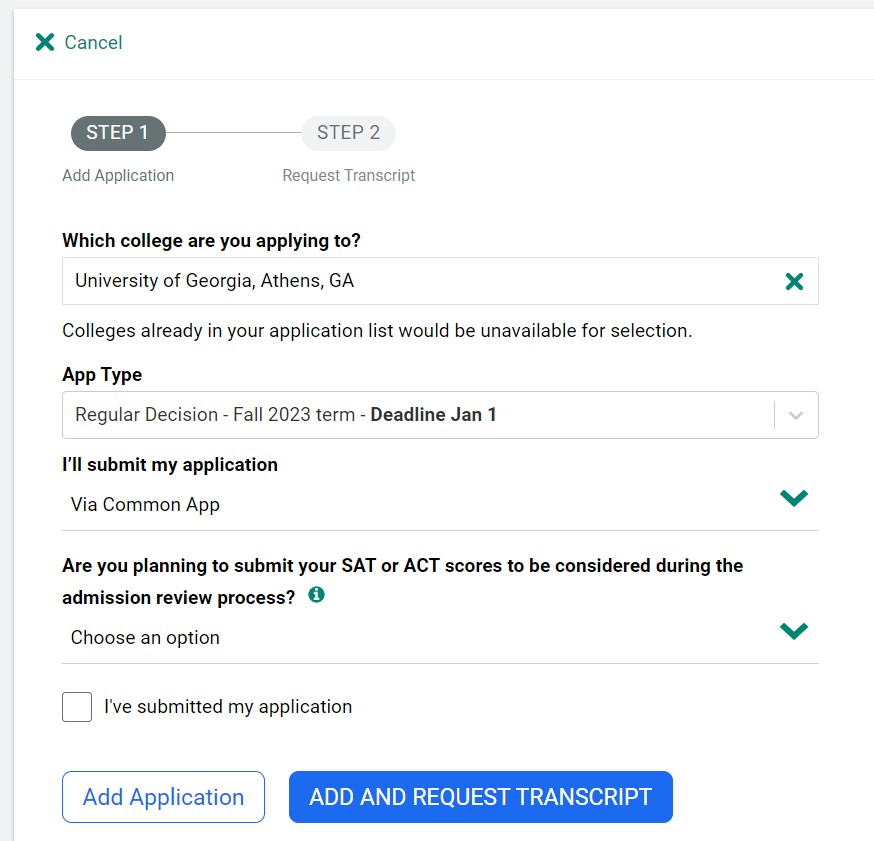 Cancel
STEP 1
STEP 2
Add Application
Request Transcript
Which college are you applying to?
University of Georgia, Athens, GA
Colleges already in your application list would be unavailable for selection.
App Type
Regular Decision - Fall 2023 term - Deadline Jan 1
I’ll submit my application
Via Common App
Are you planning to submit your SAT or ACT scores to be considered during the
admission review process?
Choose an option
I've submitted my application
Add Application
ADD AND REQUEST TRANSCRIPT